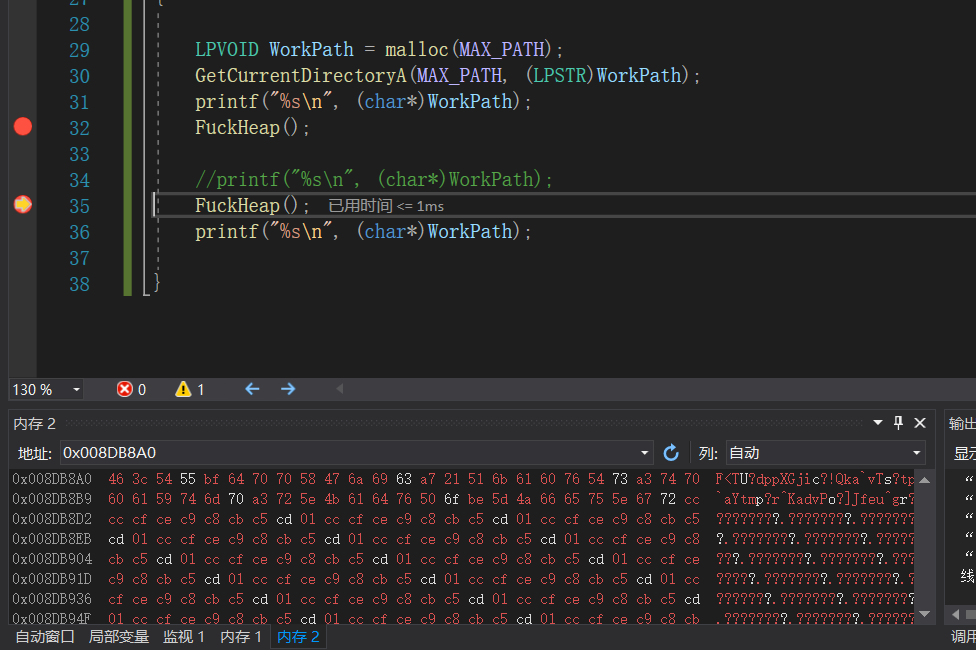 27 {
28
29 LPVOID WorkPath = malloc(MAX_PATH);
30 GetCurrentDirectoryA(MAX_PATH, (LPSTR)WorkPath);
31 printf("%s\n", (char*)WorkPath);
32 FuckHeap();
33
34 //printf("%s\n", (char*)WorkPath);
35 FuckHeap(); 已用时间 <= 1ms
36 printf("%s\n", (char*)WorkPath);
37
38 }
130 % 0 1
内存 2
地址: 0x008DB8A0 列: 自动
0x008DB8A0 46 3c 54 55 bf 64 70 70 58 47 6a 69 63 a7 21 51 6b 61 60 76 54 73 a3 74 70 F<TU?dppXGjic?!Qka`vTs?tp
0x008DB8B9 60 61 59 74 6d 70 a3 72 5e 4b 61 64 76 50 6f be 5d 4a 66 65 75 5e 67 72 cc `aYtmp?r^KadvPo?]Jfeu^gr?
0x008DB8D2 cc cf ce c9 c8 cb c5 cd 01 cc cf ce c9 c8 cb c5 cd 01 cc cf ce c9 c8 cb c5 ????????.????????.???????
0x008DB8EB cd 01 cc cf ce c9 c8 cb c5 cd 01 cc cf ce c9 c8 cb c5 cd 01 cc cf ce c9 c8 ?.????????.????????.?????
0x008DB904 cb c5 cd 01 cc cf ce c9 c8 cb c5 cd 01 cc cf ce c9 c8 cb c5 cd 01 cc cf ce ???.????????.????????.???
0x008DB91D c9 c8 cb c5 cd 01 cc cf ce c9 c8 cb c5 cd 01 cc cf ce c9 c8 cb c5 cd 01 cc ?????.????????.????????.?
0x008DB936 cf ce c9 c8 cb c5 cd 01 cc cf ce c9 c8 cb c5 cd 01 cc cf ce c9 c8 cb c5 cd ???????.????????.????????
0x008DB94F 01 cc cf ce c9 c8 cb c5 cd 01 cc cf ce c9 c8 cb c5 cd 01 cc cf ce c9 c8 cb .????????.????????.??????
自动窗口 局部变量 监视 1 内存 1 内存 2
输出
线
调用